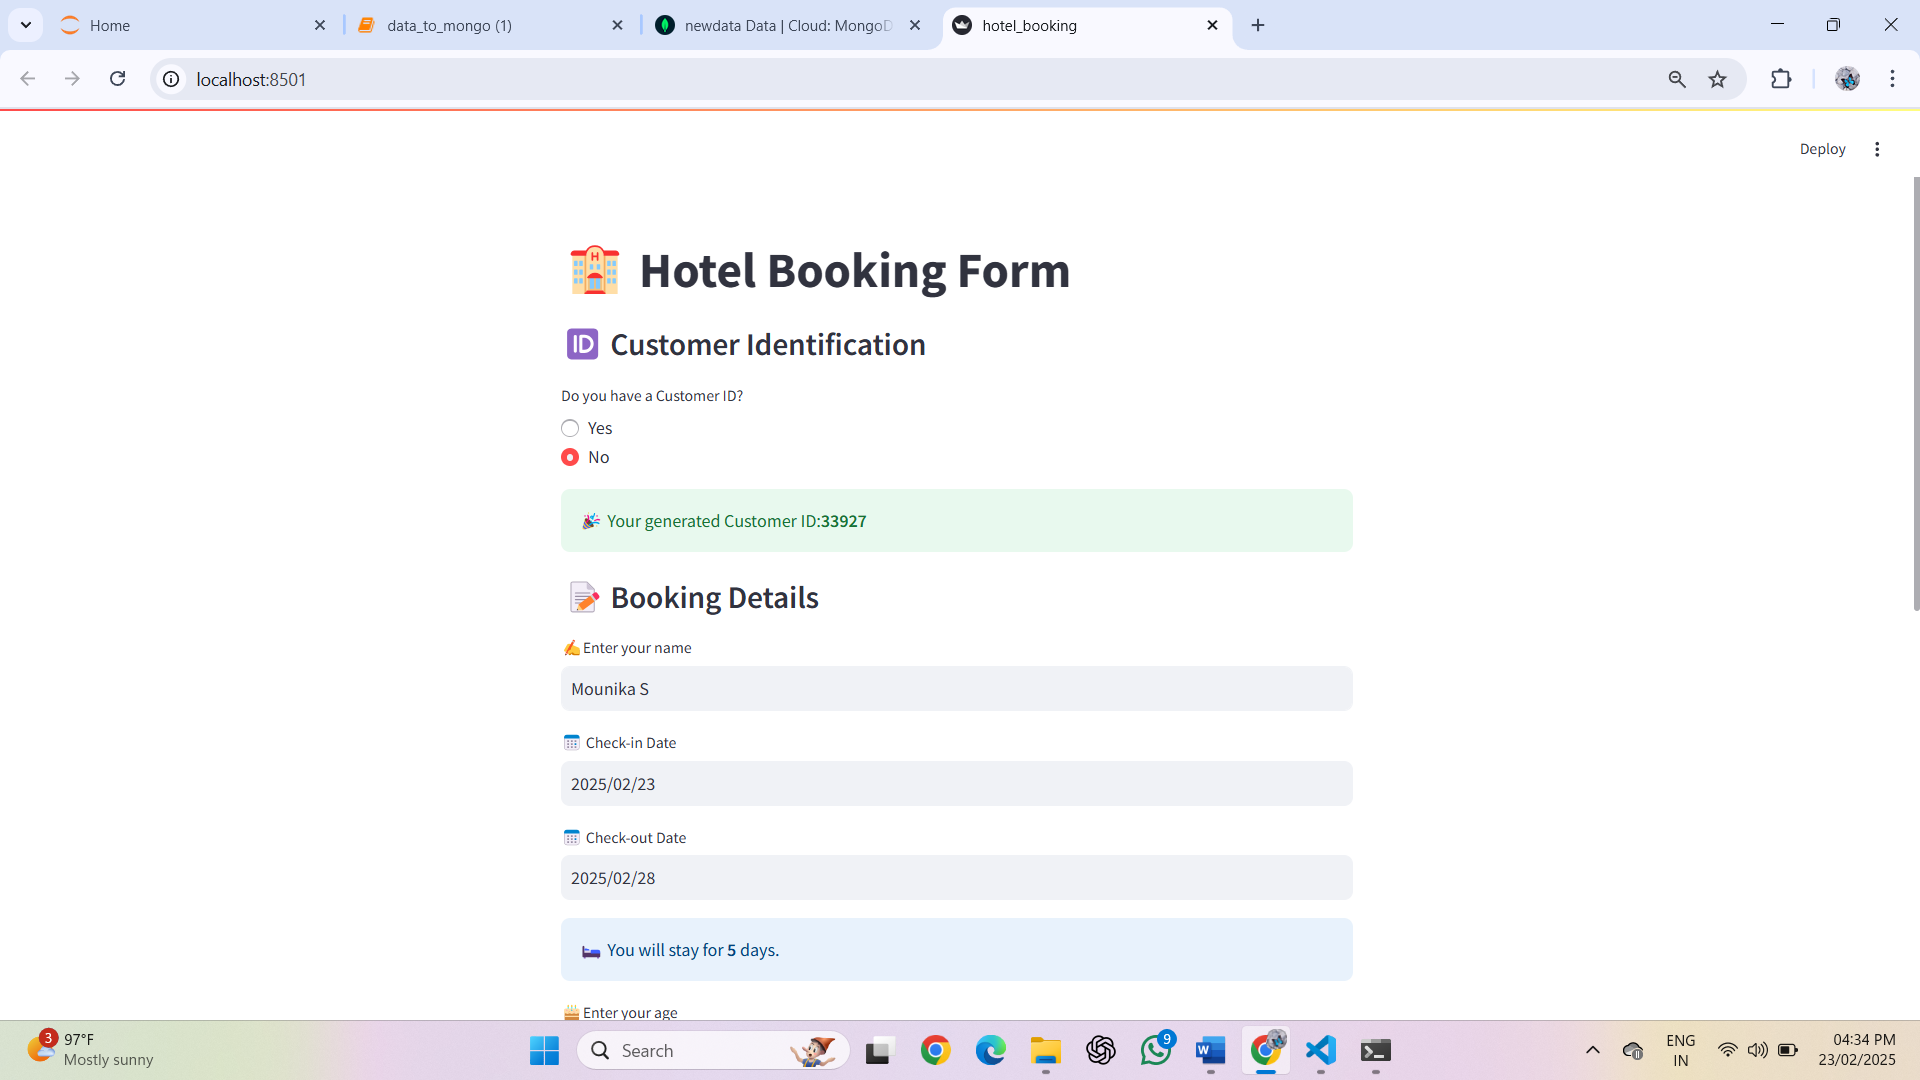 Home
data_to_mongo (1)
newdata Data | Cloud: MongoD
hotel_booking
localhost:8501
Deploy
Hotel Booking Form
ID Customer Identification
Do you have a Customer ID?
Yes
No
Your generated Customer ID:33927
Booking Details
Enter your name
Mounika S
Check-in Date
2025/02/23
Check-out Date
2025/02/28
You will stay for 5 days.
Enter your age
3
97°F
Mostly sunny
Search
9
ENG
IN
04:34 PM
23/02/2025